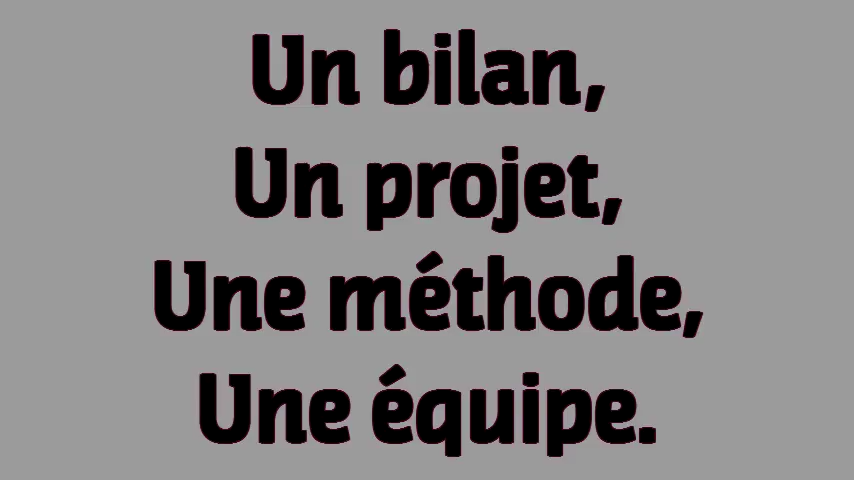 Un bilan,
Un projet,
Une méthode,
Une équipe.